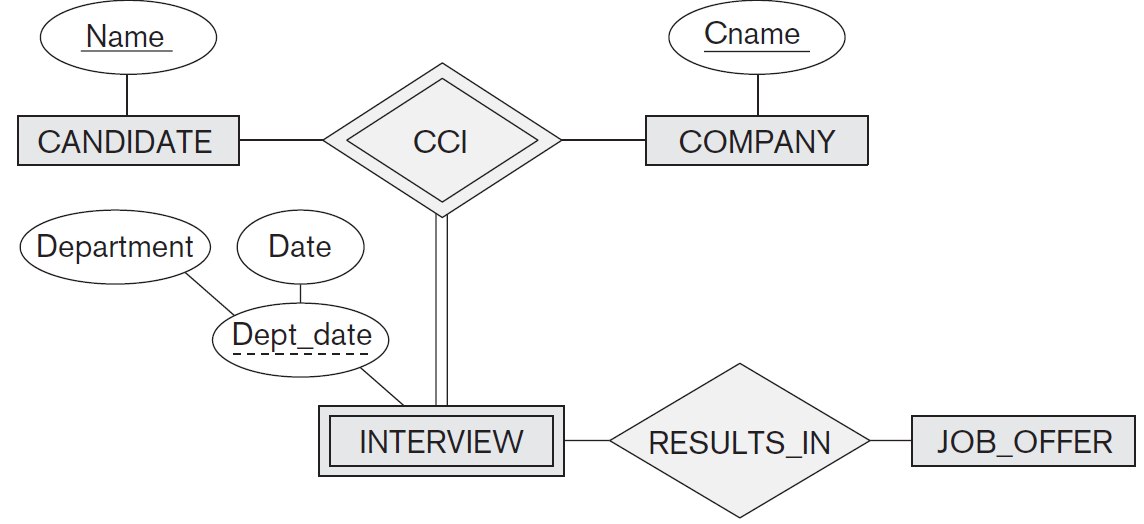 Name
Cname
CANDIDATE
CCI
COMPANY
Department
Date
Dept_date
INTERVIEW
RESULTS_IN
JOB_OFFER